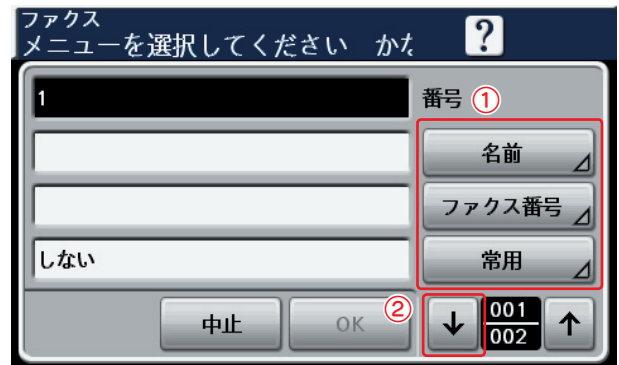 ファクス
メニューを選択してください かな
?
1
番号 ①
名前
ファクス番号
しない
常用
中止
OK
②
↓
001
002
↑